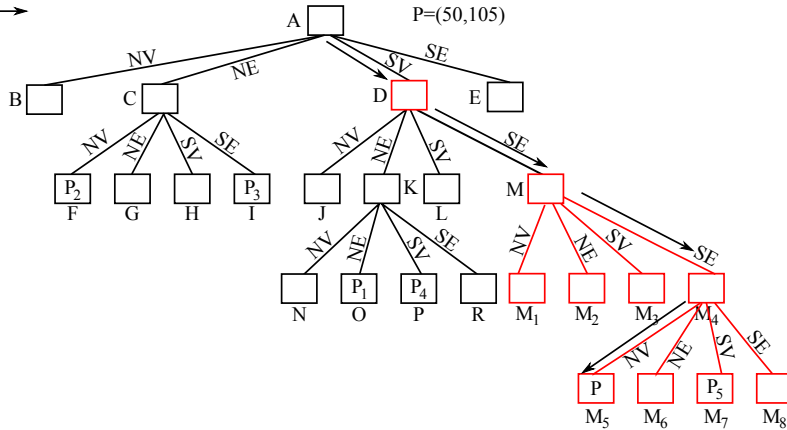 P=(50,105)
A
NV NE SV SE
B C D E
NV NE SV SE NV NE SV SE
P2 P3 K M
F G H I J L
NV NE SV SE NV NE SV SE
P1 P4
N O P R M1 M2 M3 M4
NV NE SV SE
P P5
M5 M6 M7 M8